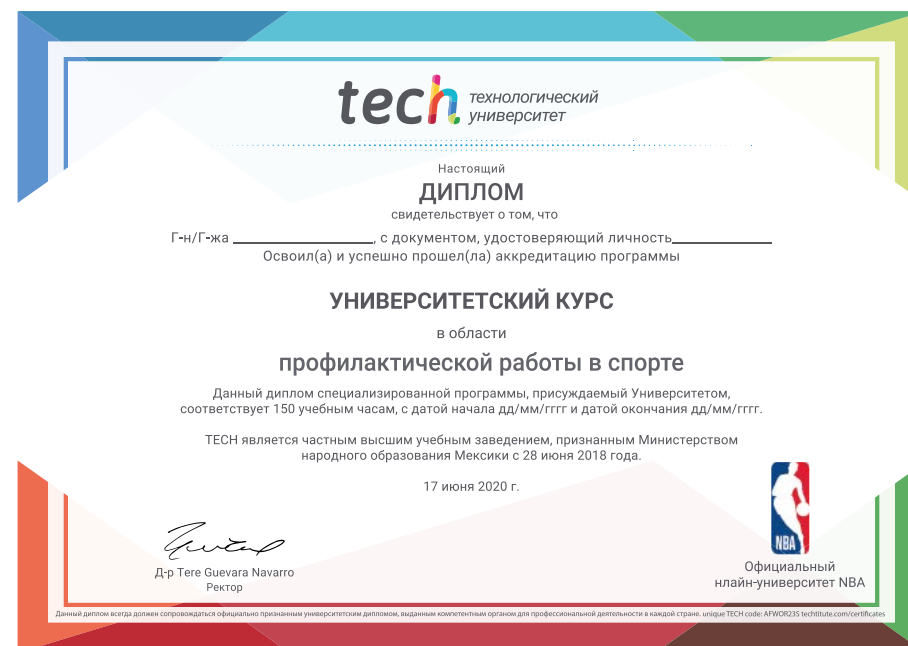 tech технологический
университет
Настоящий
ДИПЛОМ
свидетельствует о том, что
Г-н/Г-жа ____________, с документом, удостоверяющий личность____________
Освоил(а) и успешно прошел(ла) аккредитацию программы
УНИВЕРСИТЕТСКИЙ КУРС
в области
профилактической работы в спорте
Данный диплом специализированной программы, присуждаемый Университетом,
соответствует 150 учебным часам, с датой начала дд/мм/гггг и датой окончания дд/мм/гггг.
TECH является частным высшим учебным заведением, признанным Министерством
народного образования Мексики с 28 июня 2018 года.
17 июня 2020 г.
Д-р Tere Guevara Navarro
Ректор
NBA
Официальный
нлайн-университет NBA
Данный диплом всегда должен сопровождаться официально признанным университетским дипломом, выданным компетентным органом для профессиональной деятельности в каждой стране. unique TECH code: AFWOR23S techtitute.com/certificates